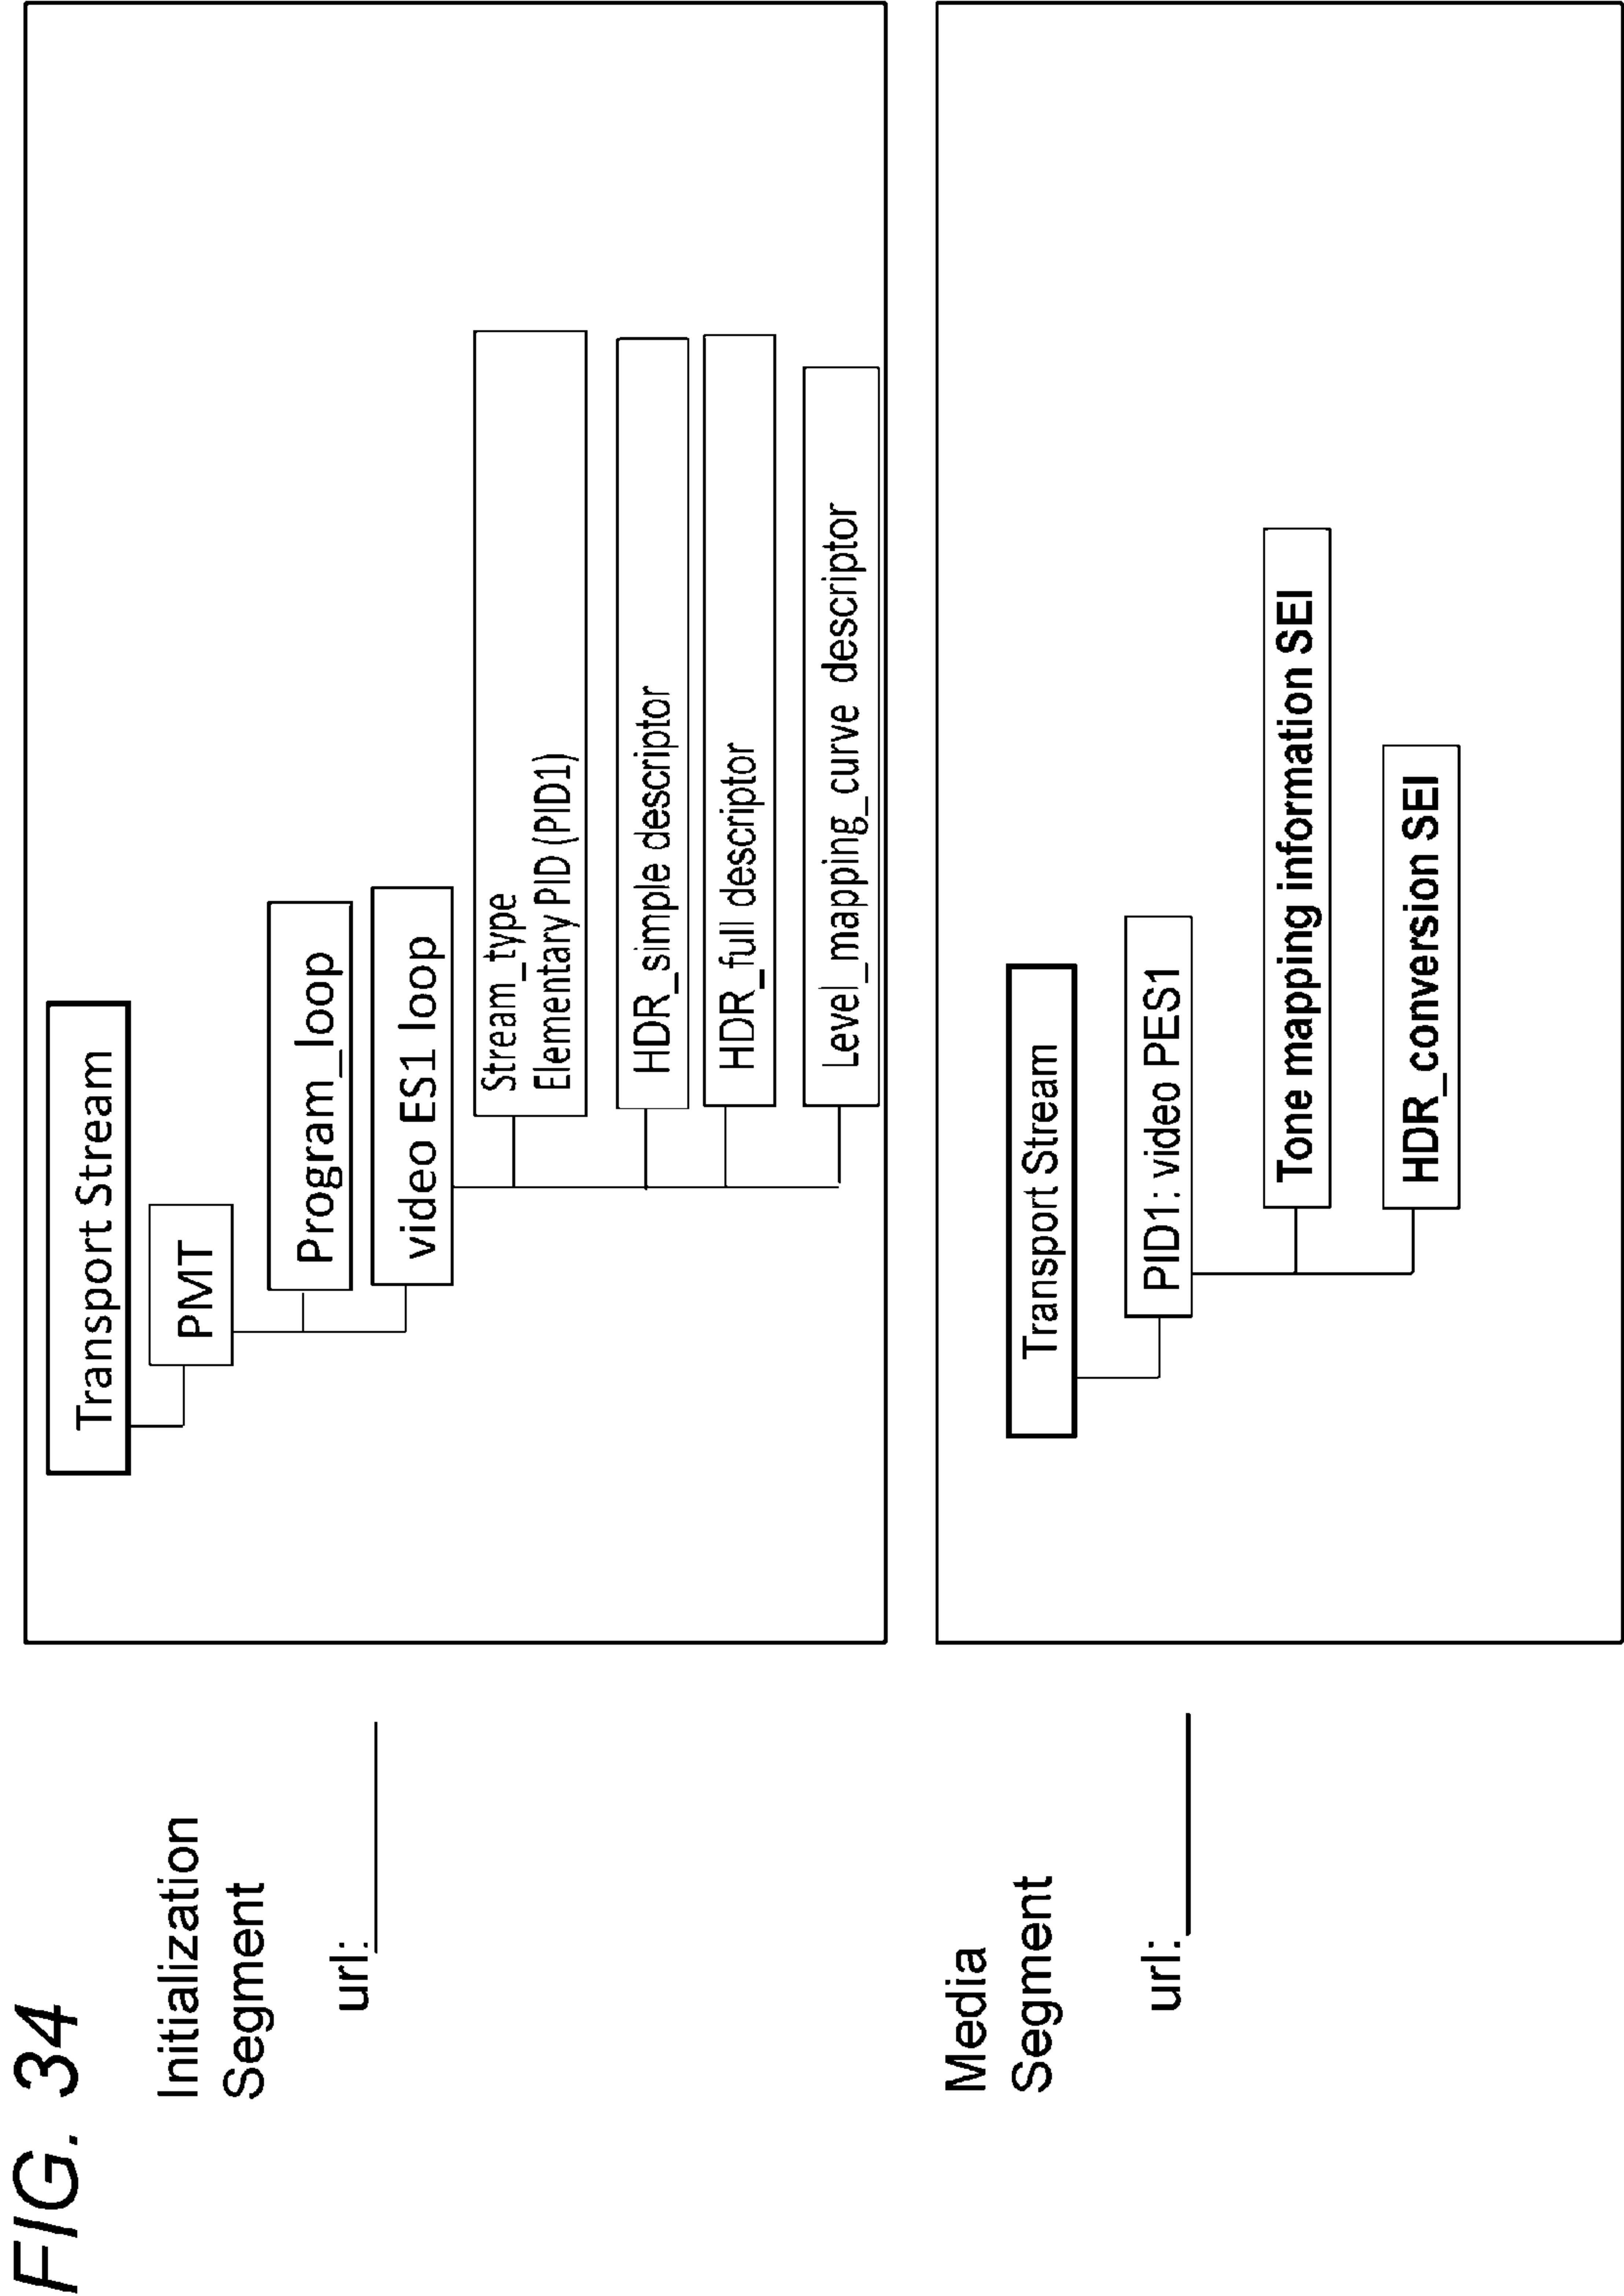 FIG. 34
Initialization
Segment
url:
Transport Stream
PMT
Program_loop
video ES1 loop
Stream_type
Elementary PID (PID1)
HDR_simple descriptor
HDR_full descriptor
Level_mapping_curve descriptor
Media
Segment
url:
Transport Stream
PID1: video PES1
Tone mapping information SEI
HDR_conversion SEI